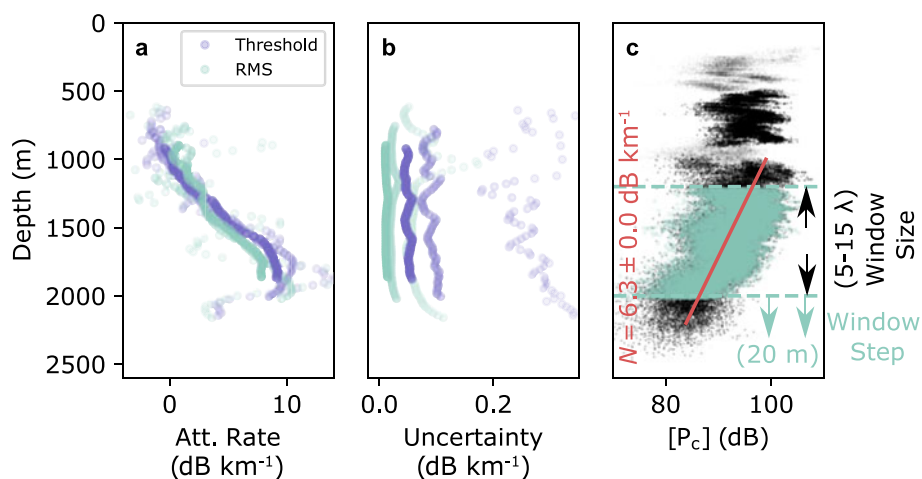 0
500
1000
1500
2000
2500
Depth (m)
a
Threshold
RMS
0
10
Att. Rate
(dB km⁻¹)
b
0.0
0.2
Uncertainty
(dB km⁻¹)
c
N = 6.3 ± 0.0 dB km⁻¹
80
100
[P꜀] (dB)
(5-15 λ)
Window
Size
Window
Step
(20 m)